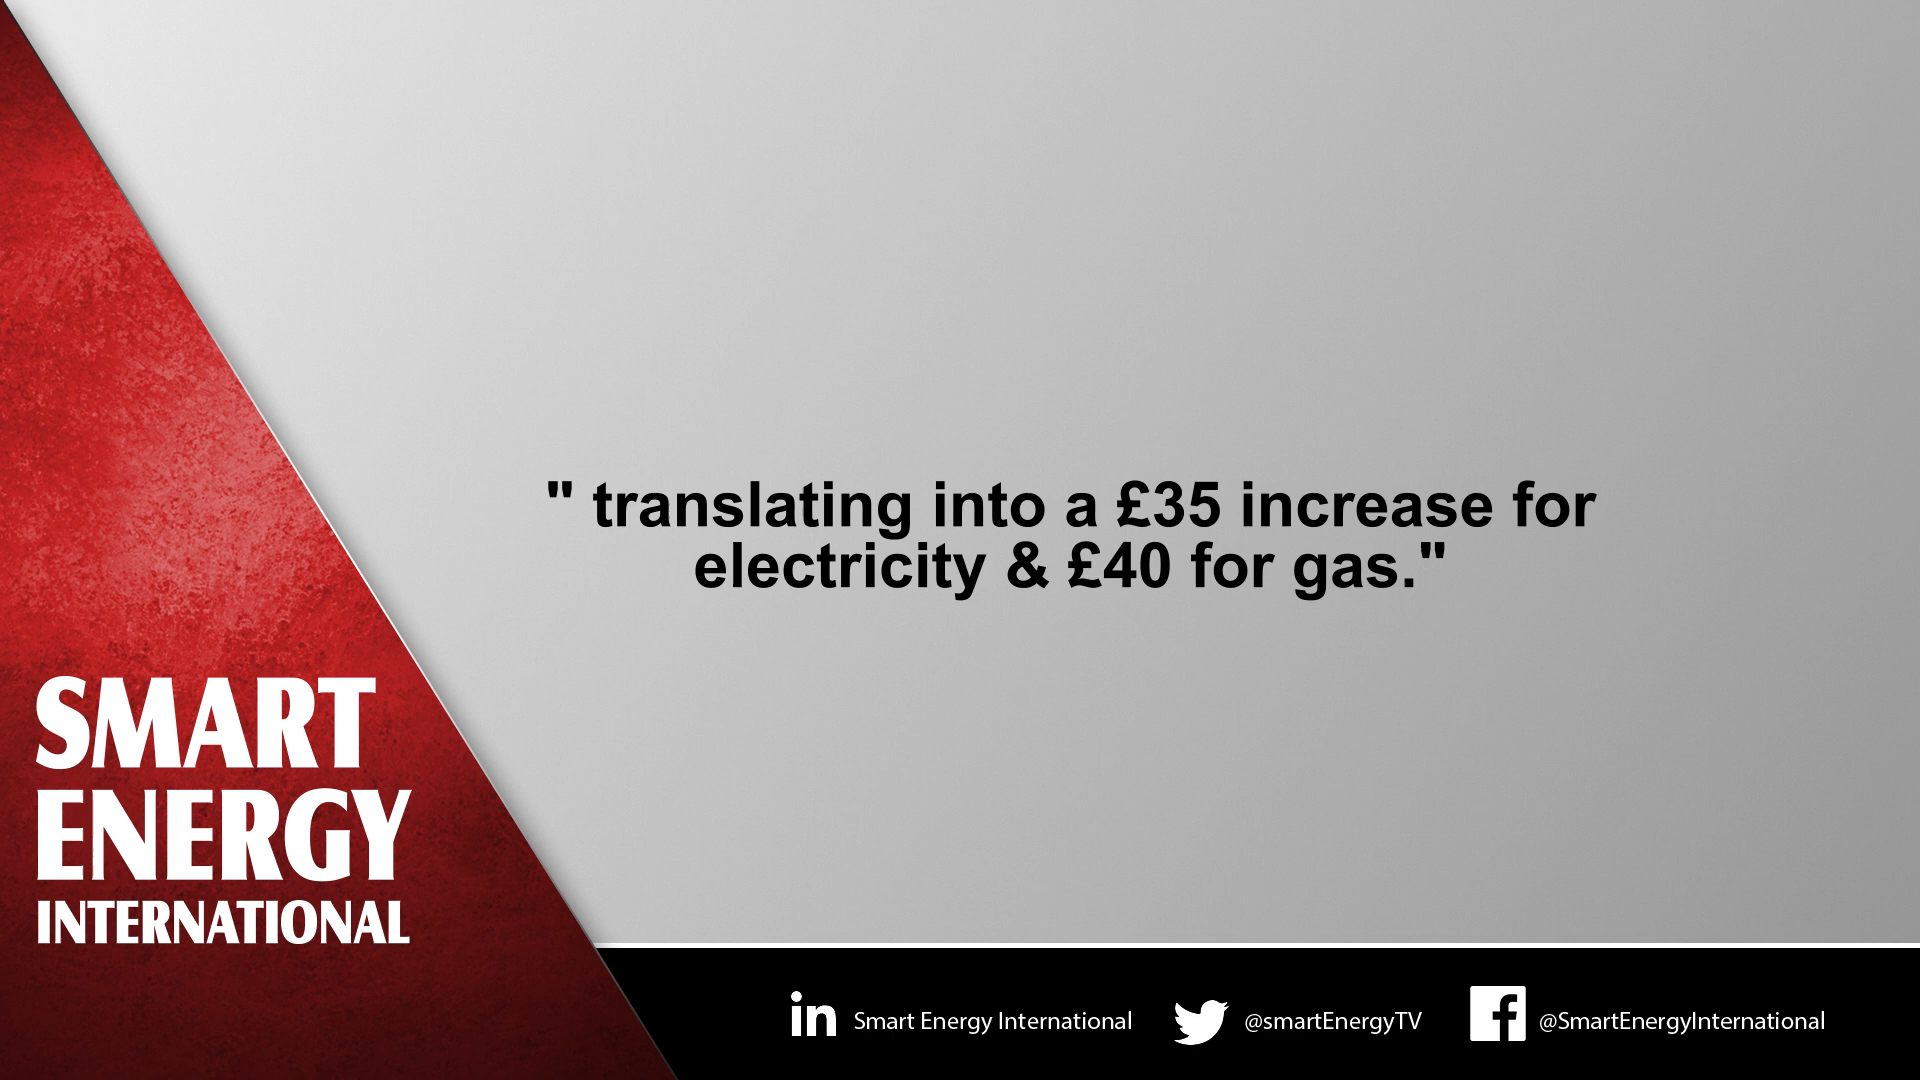 " translating into a £35 increase for
electricity & £40 for gas."
SMART
ENERGY
INTERNATIONAL
in Smart Energy International @smartEnergyTV f @SmartEnergyInternational